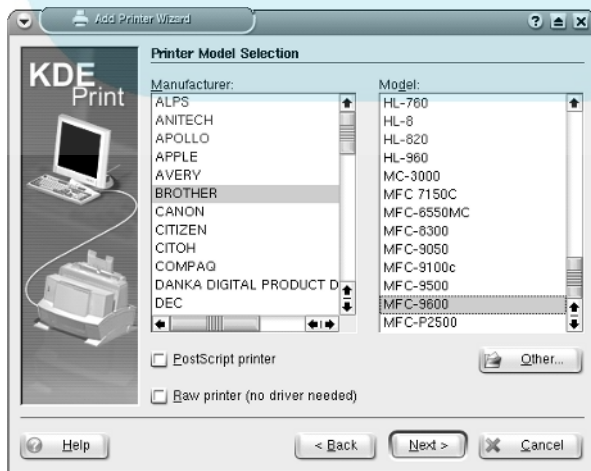 Add Printer Wizard
KDE
Print
Printer Model Selection
Manufacturer:
ALPS
ANITECH
APOLLO
APPLE
AVERY
BROTHER
CANON
CITIZEN
CITOH
COMPAQ
DANKA DIGITAL PRODUCT D
DEC
Model:
HL-760
HL-8
HL-820
HL-960
MC-3000
MFC 7150C
MFC-6550MC
MFC-8300
MFC-9050
MFC-9100c
MFC-9500
MFC-9600
MFC-P2500
PostScript printer
Other...
Raw printer (no driver needed)
Help
< Back
Next >
Cancel